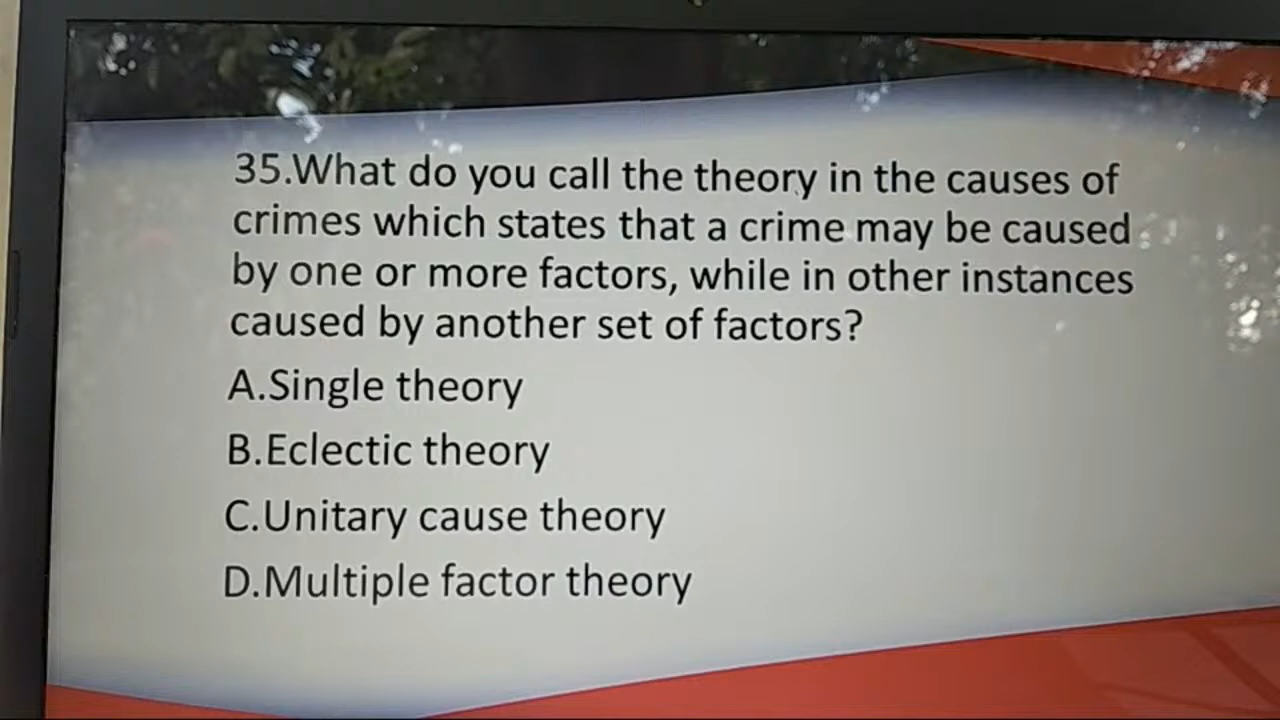 35.What do you call the theory in the causes of
crimes which states that a crime may be caused
by one or more factors, while in other instances
caused by another set of factors?
A.Single theory
B.Eclectic theory
C.Unitary cause theory
D.Multiple factor theory